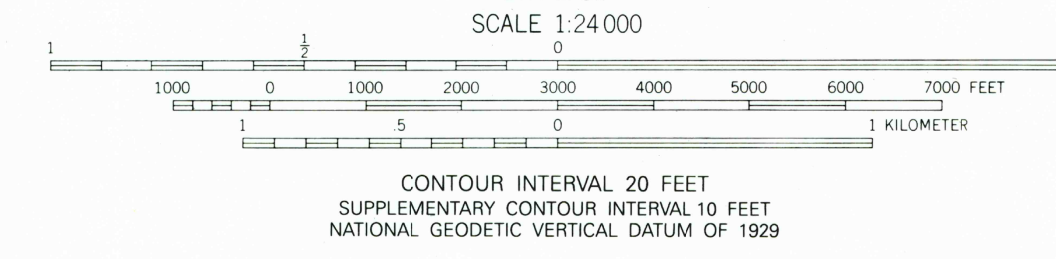 SCALE 1:24 000
1 1/2 0
1000 0 1000 2000 3000 4000 5000 6000 7000 FEET
1 .5 0 1 KILOMETER
CONTOUR INTERVAL 20 FEET
SUPPLEMENTARY CONTOUR INTERVAL 10 FEET
NATIONAL GEODETIC VERTICAL DATUM OF 1929